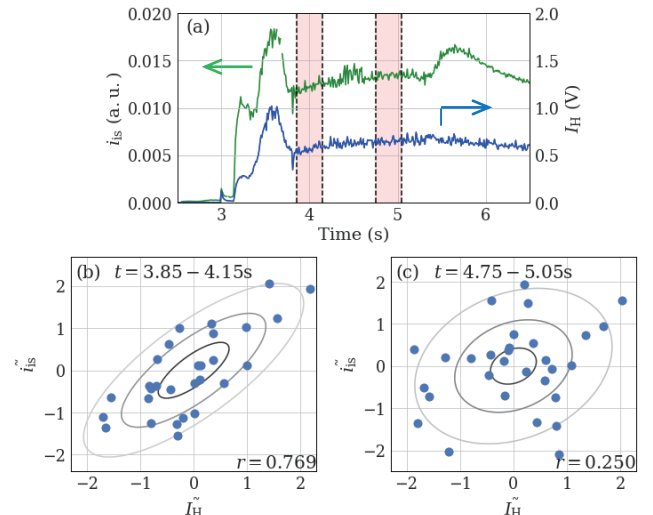 (a)
0.020
0.015
0.010
0.005
0.000
i_is (a. u. )
2.0
1.5
1.0
0.5
0.0
I_H (V)
3 4 5 6
Time (s)
(b) t = 3.85 − 4.15s
2
1
0
−1
−2
ĩ_is
r = 0.769
−2 −1 0 1 2
Ĩ_H
(c) t = 4.75 − 5.05s
2
1
0
−1
−2
ĩ_is
r = 0.250
−2 −1 0 1 2
Ĩ_H